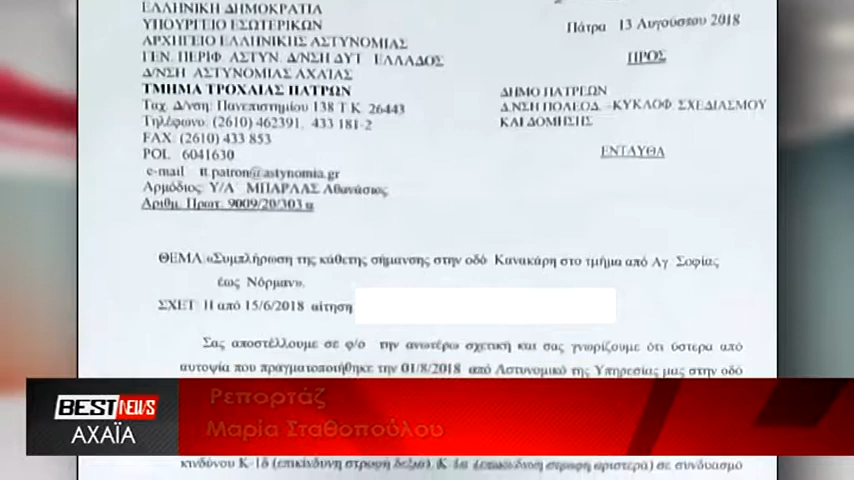 ΕΛΛΗΝΙΚΗ ΔΗΜΟΚΡΑΤΙΑ
ΥΠΟΥΡΓΕΙΟ ΕΣΩΤΕΡΙΚΩΝ
ΑΡΧΗΓΕΙΟ ΕΛΛΗΝΙΚΗΣ ΑΣΤΥΝΟΜΙΑΣ
ΓΕΝ. ΠΕΡΙΦ. ΑΣΤΥΝ. Δ/ΝΣΗ ΔΥΤ ΕΛΛΑΔΟΣ
Δ/ΝΣΗ ΑΣΤΥΝΟΜΙΑΣ ΑΧΑΪΑΣ
ΤΜΗΜΑ ΤΡΟΧΑΙΑΣ ΠΑΤΡΩΝ
Ταχ. Δ/νση: Πανεπιστημίου 138 Τ.Κ. 26443
Τηλέφωνο: (2610) 462391, 433 181-2
FAX: (2610) 433 853
POL 6041630
e-mail tt.patron@astynomia.gr
Αρμόδιος: Υ/Α ΜΠΑΡΛΑΣ Αθανάσιος
Αριθμ. Πρωτ. 9009/20/303 α
Πάτρα 13 Αυγούστου 2018
ΠΡΟΣ
ΔΗΜΟ ΠΑΤΡΕΩΝ
Δ/ΝΣΗ ΠΟΛΕΟΔ.-ΚΥΚΛΟΦ. ΣΧΕΔΙΑΣΜΟΥ
ΚΑΙ ΔΟΜΗΣΗΣ
ΕΝΤΑΥΘΑ
ΘΕΜΑ «Συμπλήρωση της κάθετης σήμανσης στην οδό Κανακάρη στο τμήμα από Αγ. Σοφίας
έως Νόρμαν».
ΣΧΕΤ Η από 15/6/2018 αίτηση
Σας αποστέλλουμε σε φ/ο την ανωτέρω σχετική και σας γνωρίζουμε ότι ύστερα από
αυτοψία που πραγματοποιήθηκε την 01/8/2018 από Αστυνομικό της Υπηρεσίας μας στην οδό
BEST NEWS
ΑΧΑΪΑ
Ρεπορτάζ
Μαρία Σταθοπούλου
κινδύνου Κ-1δ (επικίνδυνη στροφή δεξιά), Κ-1α (επικίνδυνη στροφή αριστερά) σε συνδυασμό